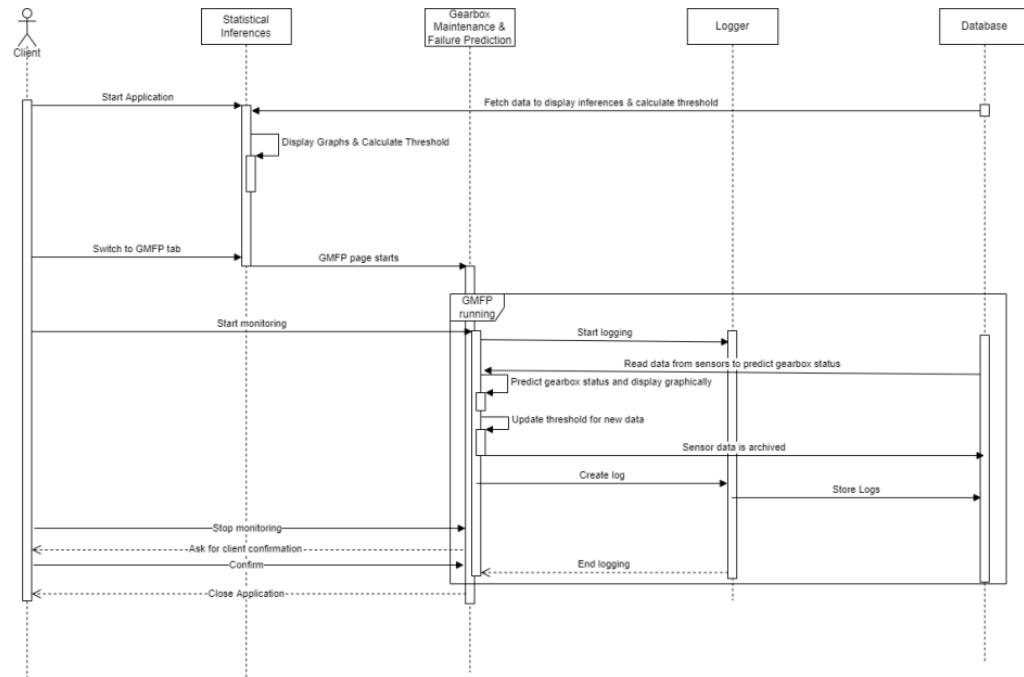 Client
Statistical
Inferences
Gearbox
Maintenance &
Failure Prediction
Logger
Database
Start Application
Fetch data to display inferences & calculate threshold
Display Graphs & Calculate Threshold
Switch to GMFP tab
GMFP page starts
GMFP
running
Start monitoring
Start logging
Read data from sensors to predict gearbox status
Predict gearbox status and display graphically
Update threshold for new data
Sensor data is archived
Create log
Store Logs
Stop monitoring
Ask for client confirmation
Confirm
End logging
Close Application